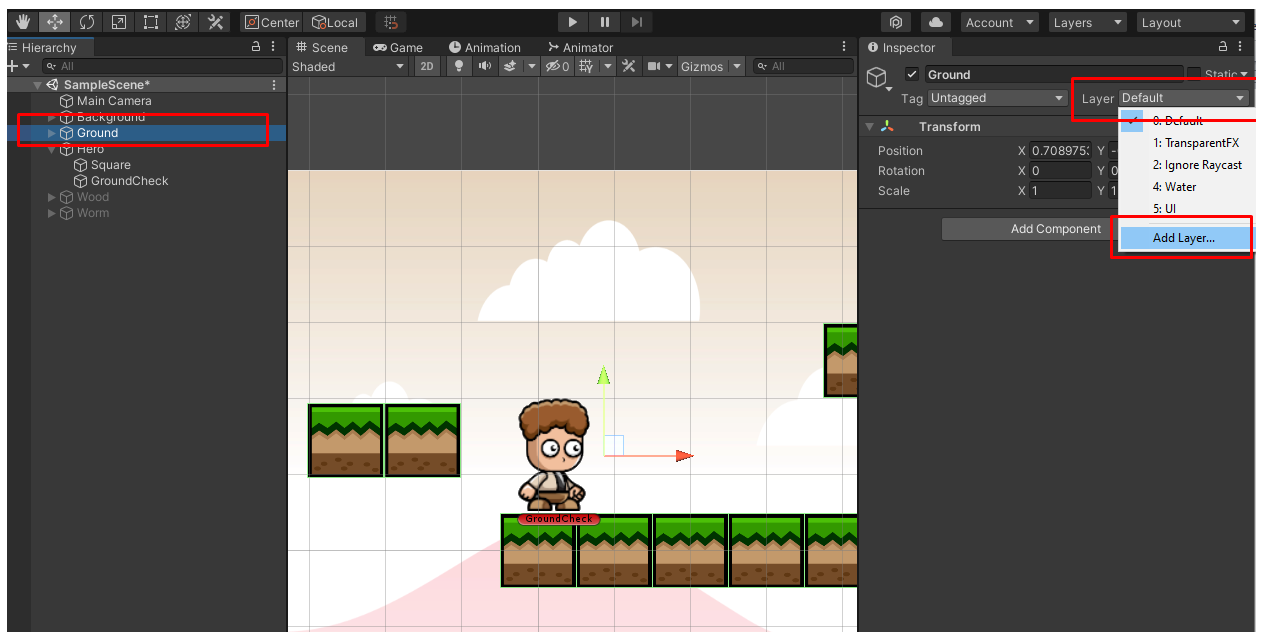 Center Local Account Layers Layout
Hierarchy Scene Game Animation Animator Inspector
All Shaded 2D 0 Gizmos All Ground Static
SampleScene*
Main Camera
Background
Ground
Hero
Square
GroundCheck
Wood
Worm
GroundCheck
Tag Untagged Layer Default
Transform
Position X 0.708975 Y -
Rotation X 0 Y 0
Scale X 1 Y 1
Add Component
0: Default
1: TransparentFX
2: Ignore Raycast
4: Water
5: UI
Add Layer...